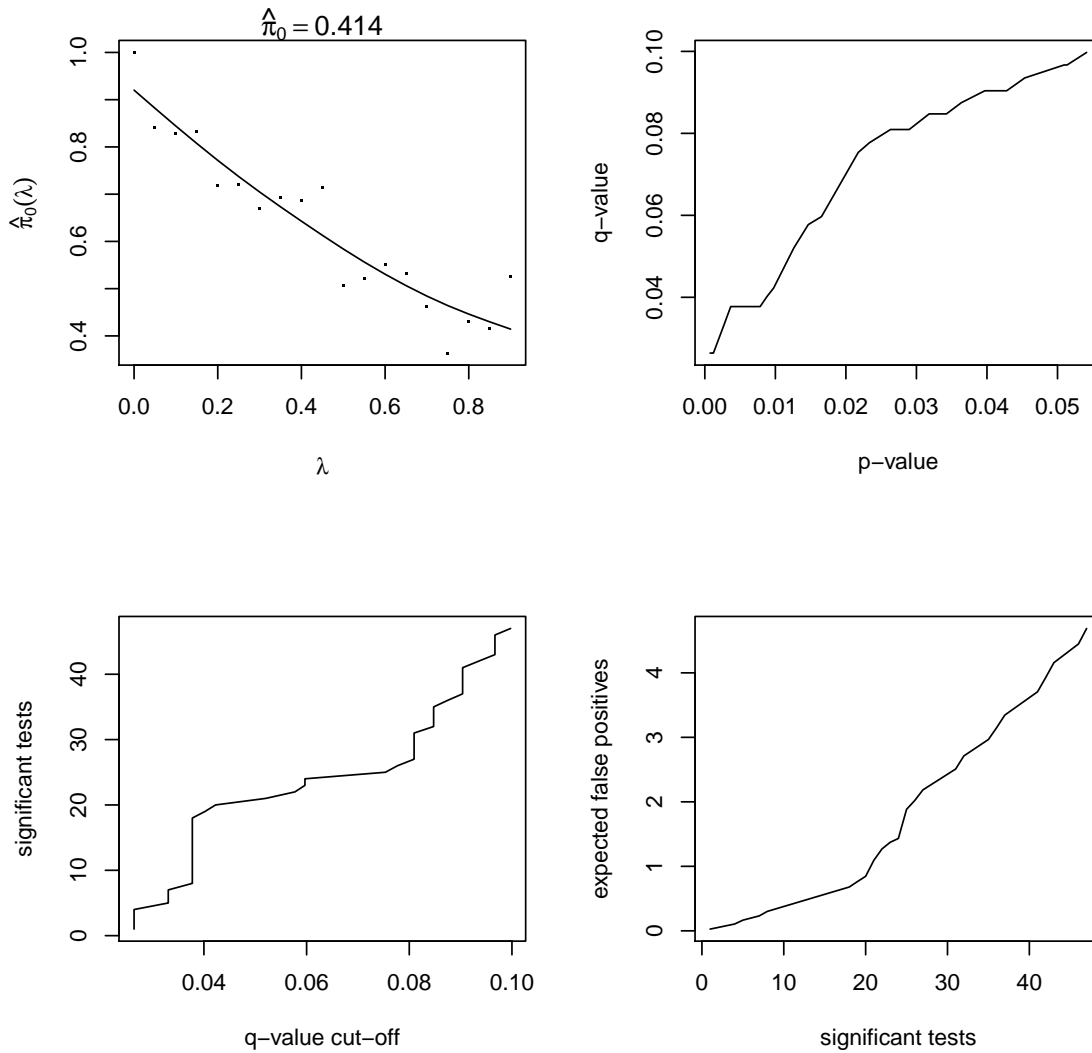 π̂₀ = 0.414
π̂₀(λ)
1.0
0.8
0.6
0.4
0.0 0.2 0.4 0.6 0.8
λ
q−value
0.10
0.08
0.06
0.04
0.00 0.01 0.02 0.03 0.04 0.05
p−value
significant tests
40
30
20
10
0
0.04 0.06 0.08 0.10
q−value cut−off
expected false positives
4
3
2
1
0
0 10 20 30 40
significant tests